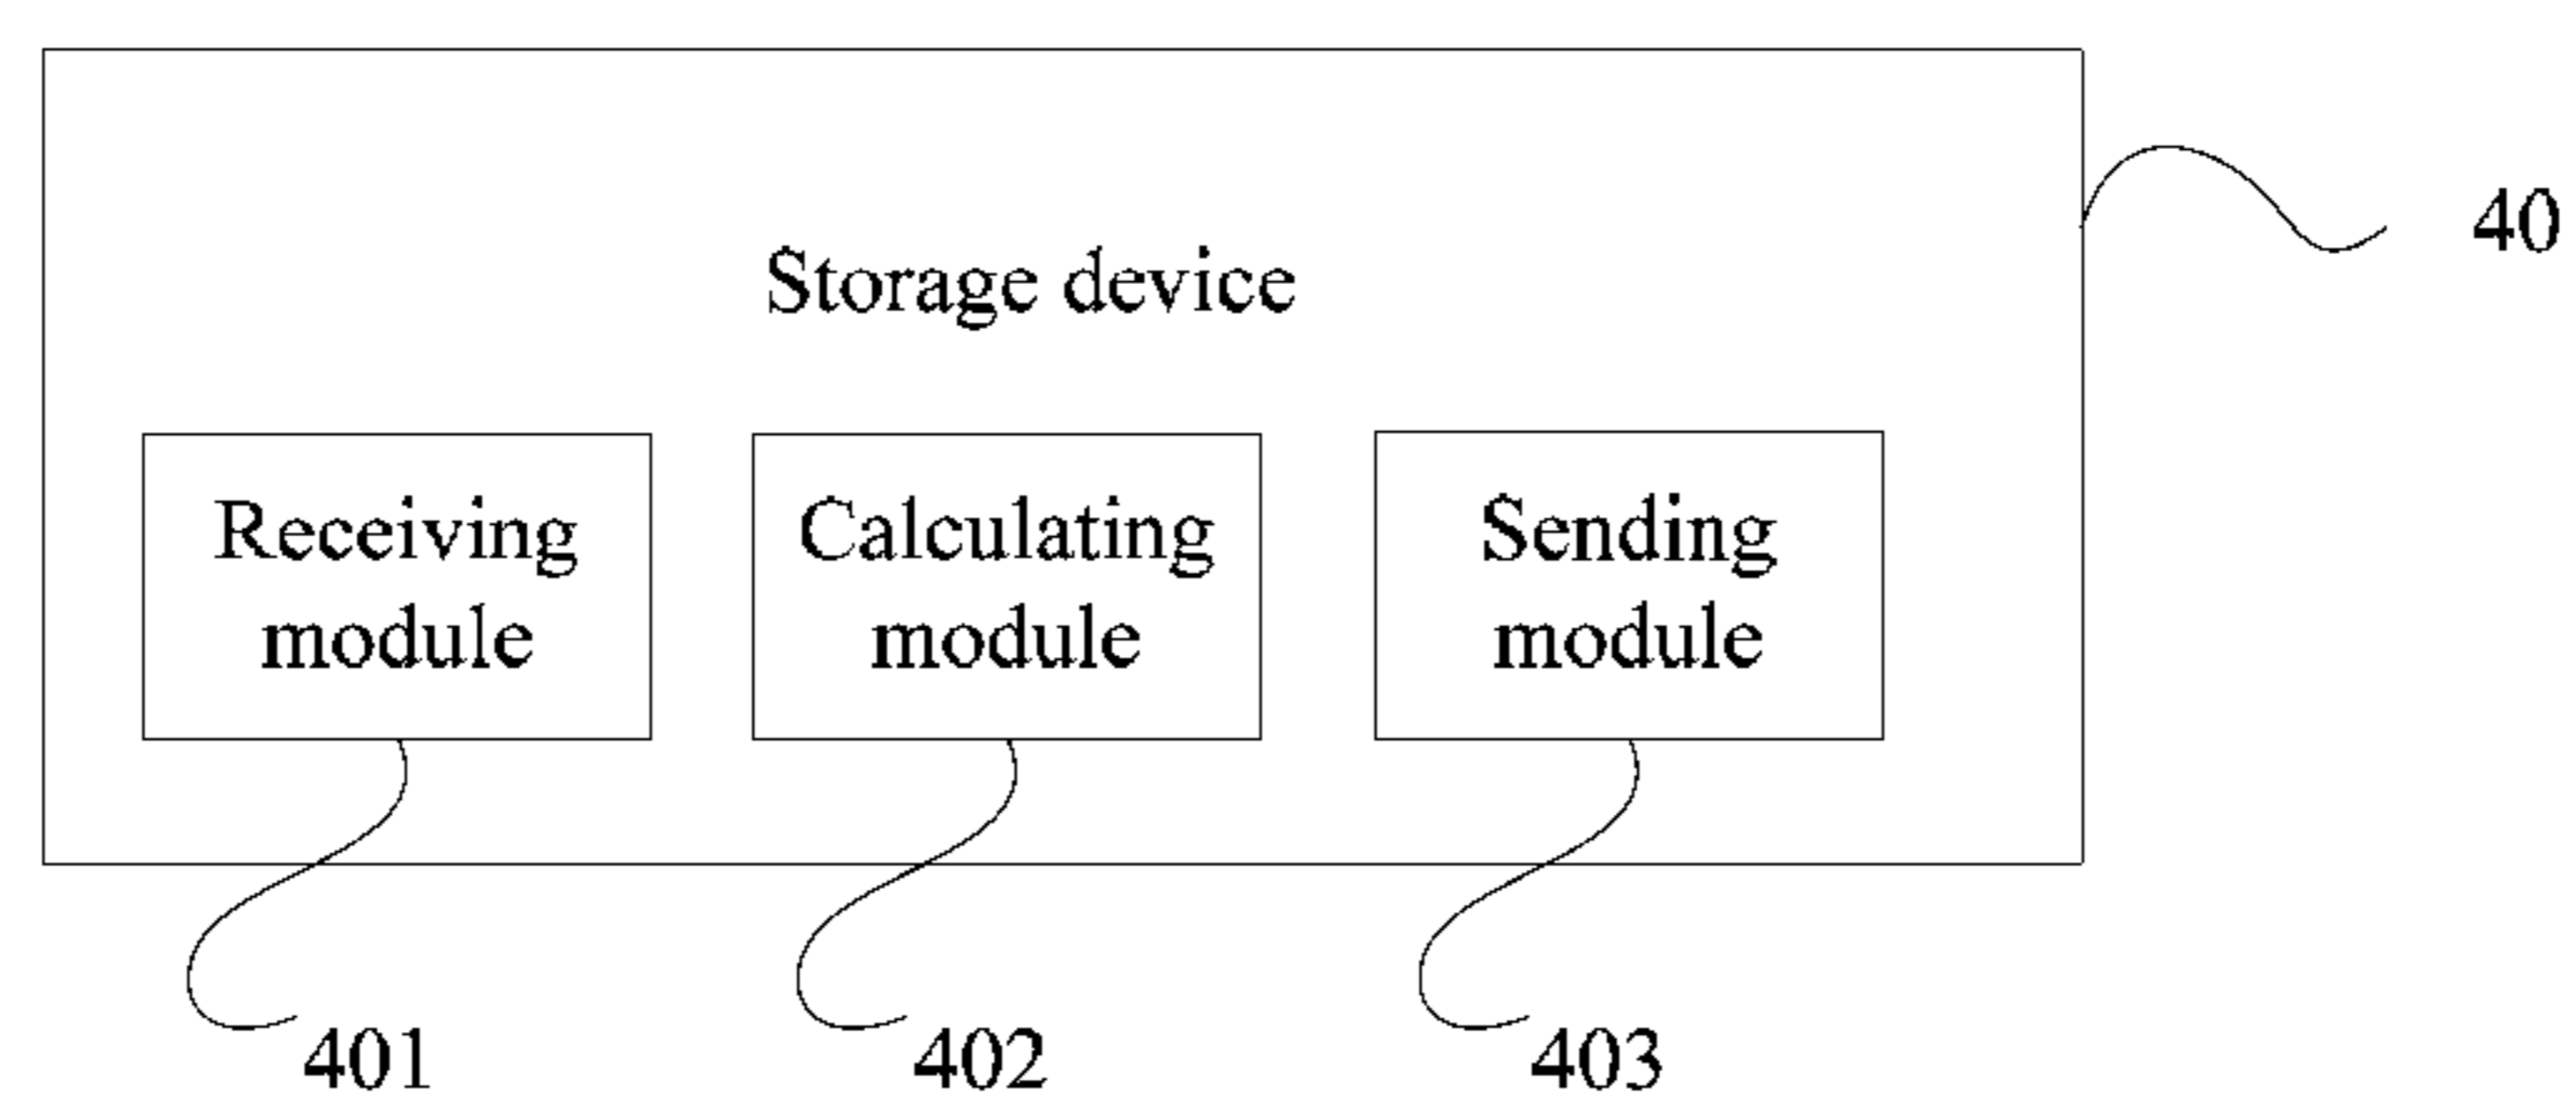 40
Storage device
Receiving
module
Calculating
module
Sending
module
401
402
403